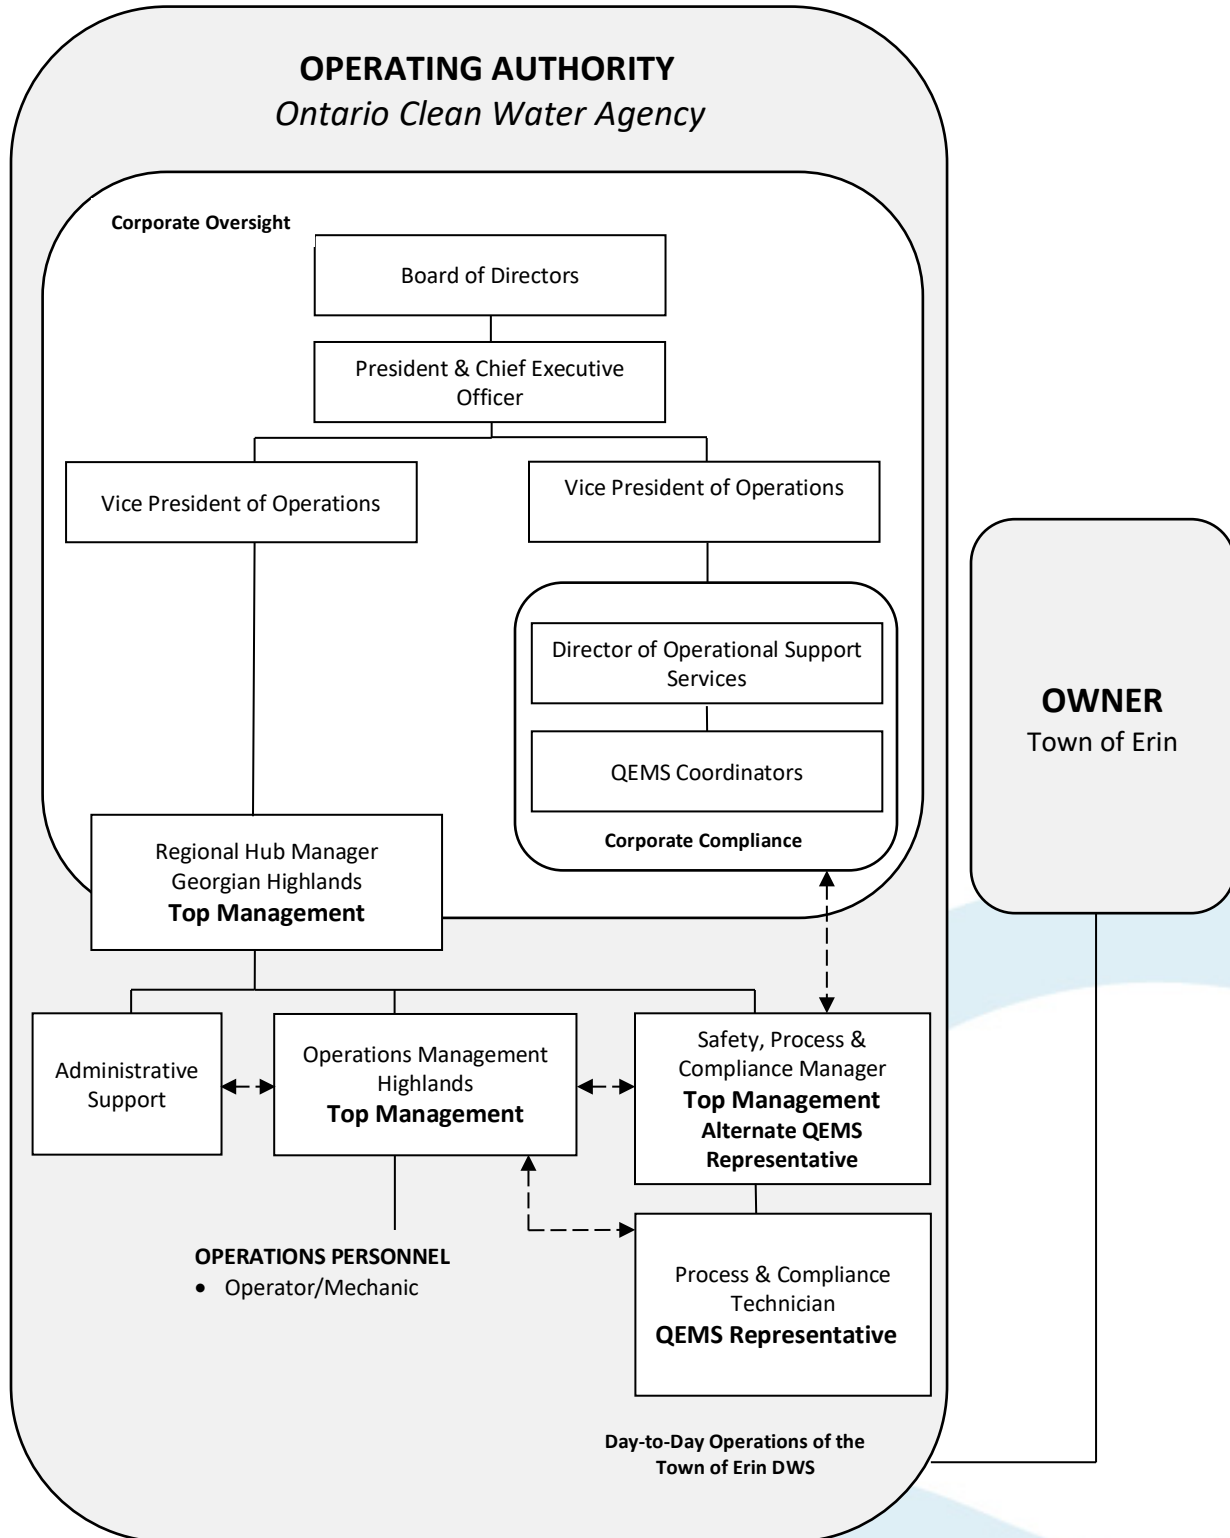 OPERATING AUTHORITY
Ontario Clean Water Agency
Corporate Oversight
Board of Directors
President & Chief Executive
Officer
Vice President of Operations
Vice President of Operations
Director of Operational Support
Services
QEMS Coordinators
Corporate Compliance
OWNER
Town of Erin
Regional Hub Manager
Georgian Highlands
Top Management
Administrative
Support
Operations Management
Highlands
Top Management
Safety, Process &
Compliance Manager
Top Management
Alternate QEMS
Representative
OPERATIONS PERSONNEL
• Operator/Mechanic
Process & Compliance
Technician
QEMS Representative
Day-to-Day Operations of the
Town of Erin DWS